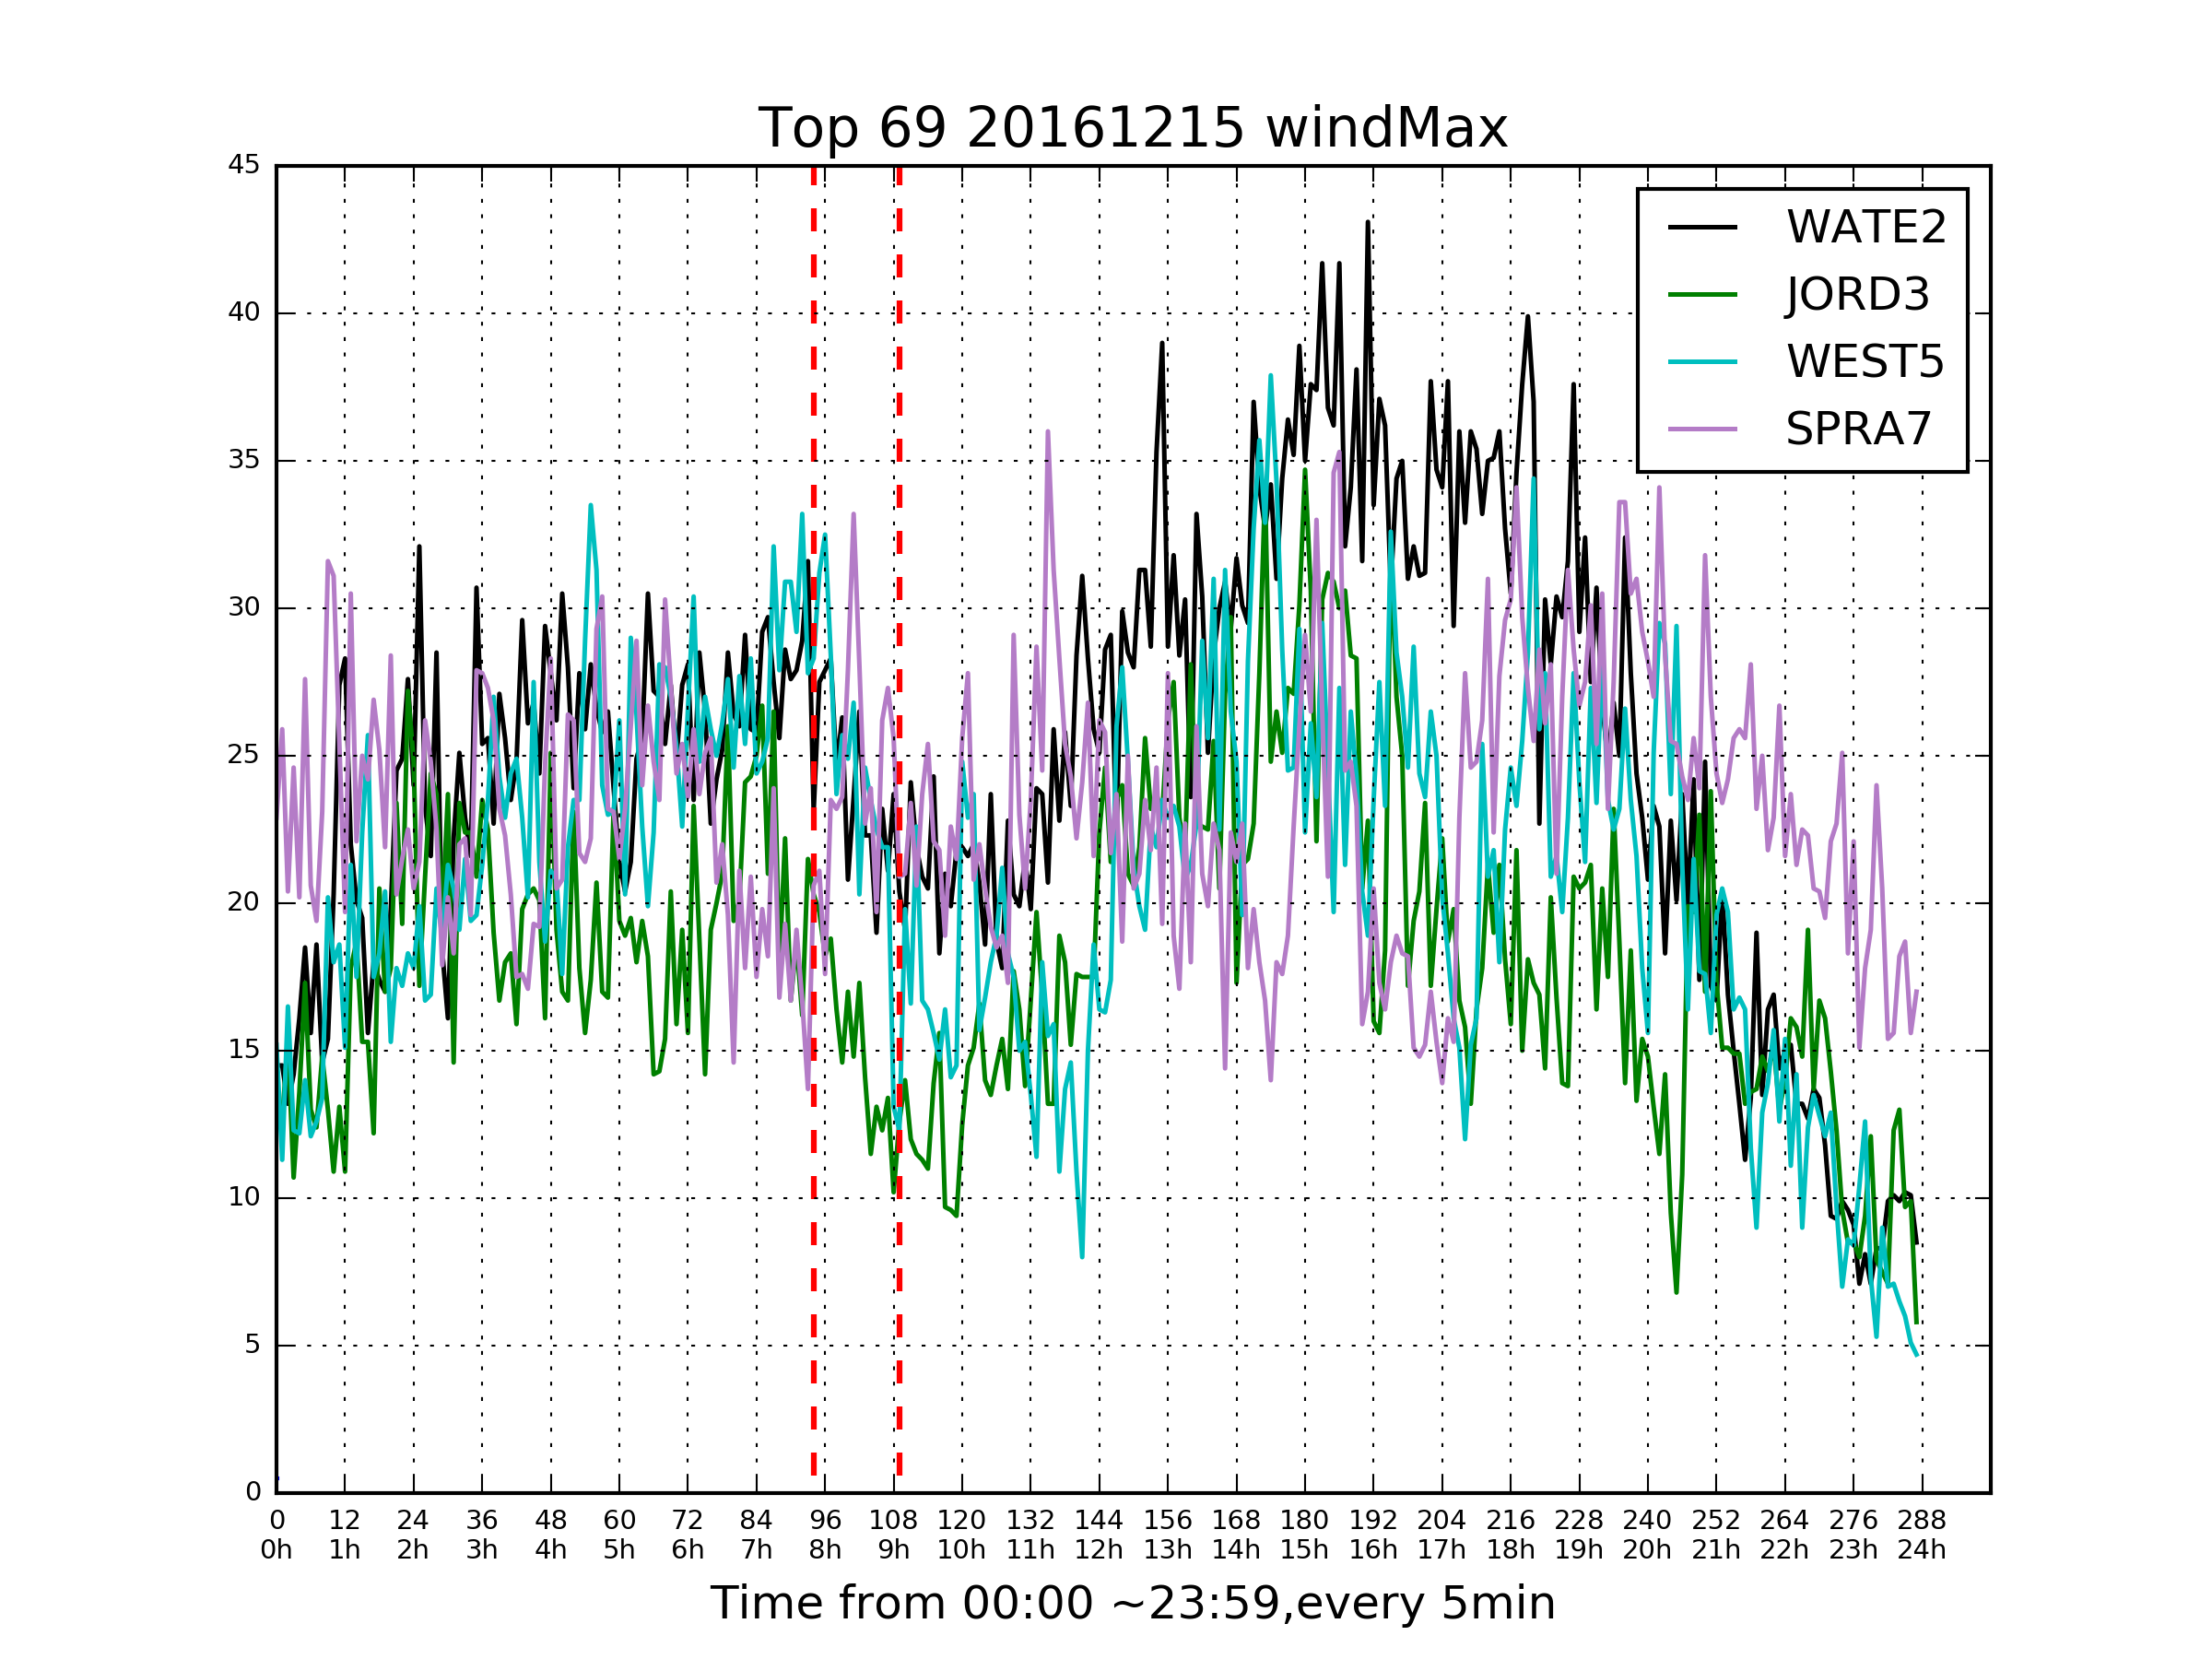 Top 69 20161215 windMax
45
40
35
30
25
20
15
10
5
0
WATE2
JORD3
WEST5
SPRA7
0 12 24 36 48 60 72 84 96 108 120 132 144 156 168 180 192 204 216 228 240 252 264 276 288
0h 1h 2h 3h 4h 5h 6h 7h 8h 9h 10h 11h 12h 13h 14h 15h 16h 17h 18h 19h 20h 21h 22h 23h 24h
Time from 00:00 ~23:59,every 5min